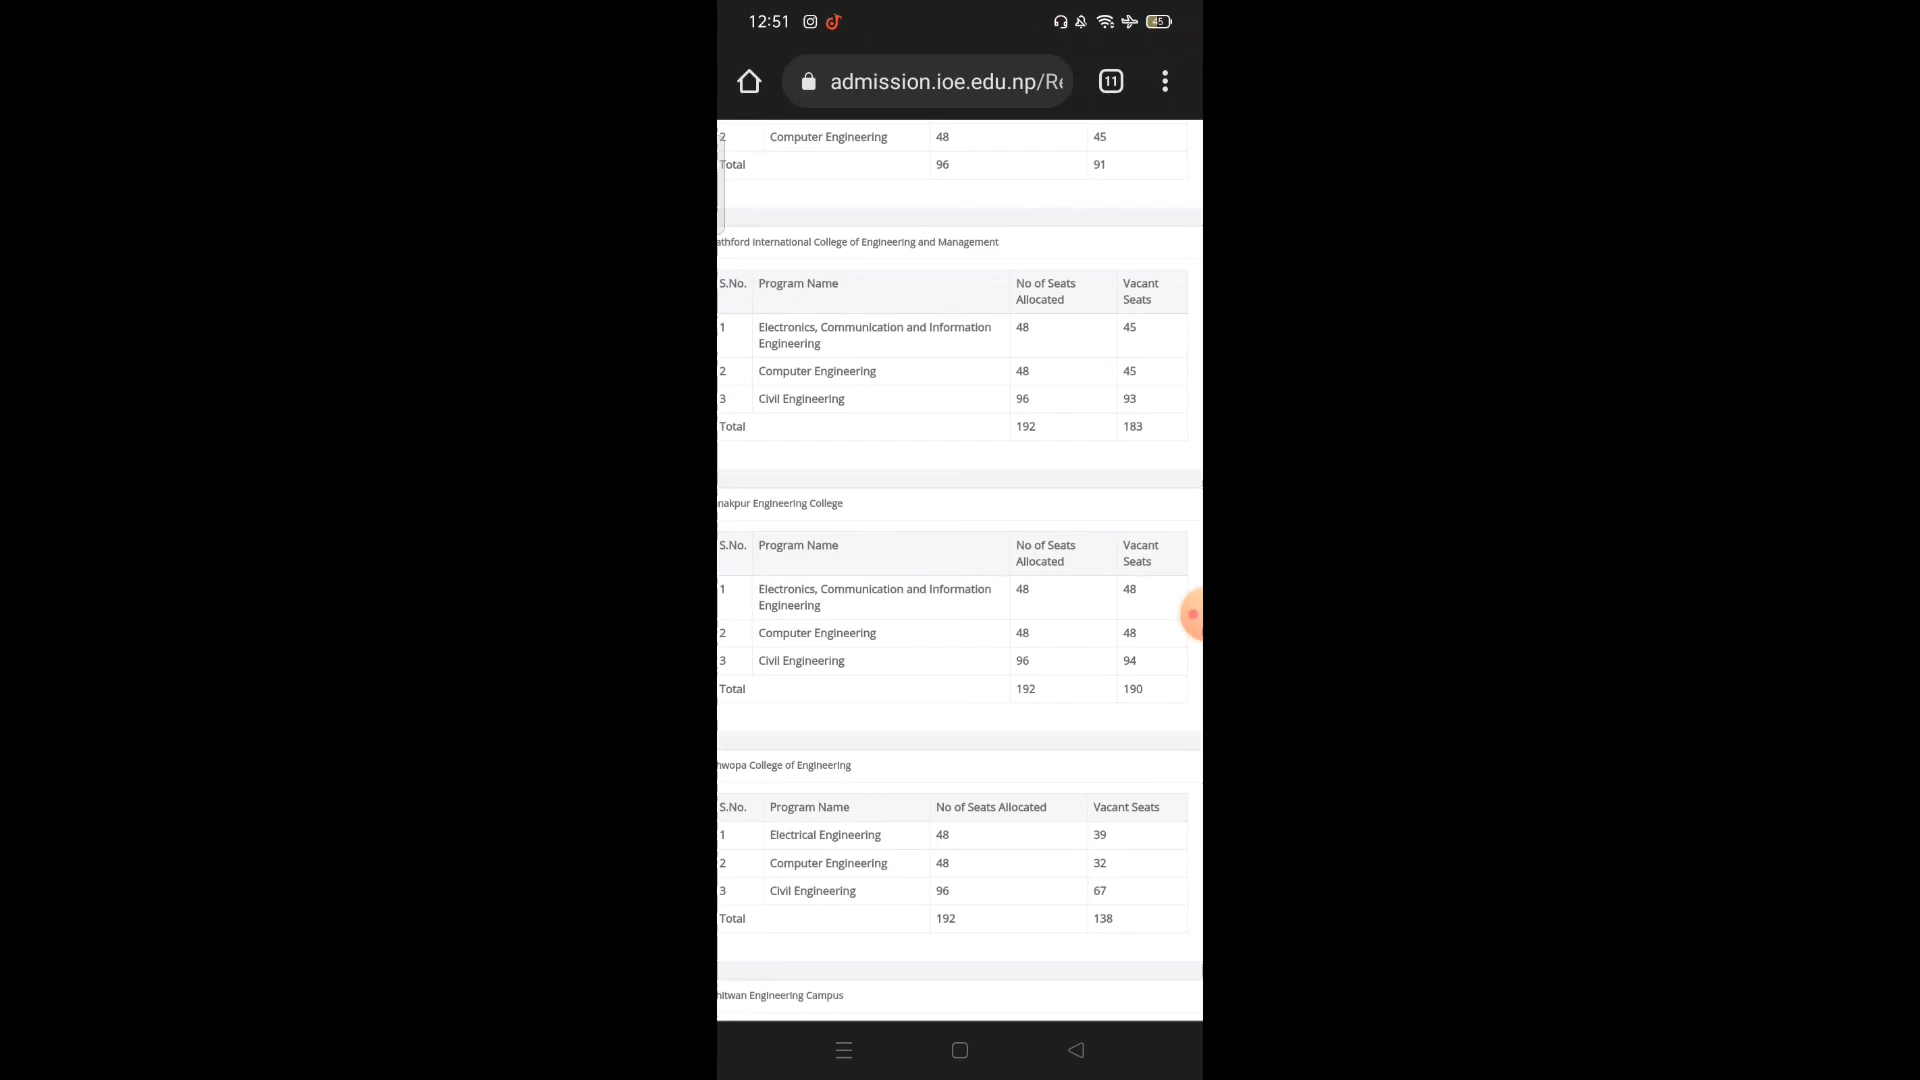 12:51
45
admission.ioe.edu.np/Re
11
2 Computer Engineering 48 45
Total 96 91
athford International College of Engineering and Management
S.No. Program Name No of Seats Vacant
Allocated Seats
1 Electronics, Communication and Information 48 45
Engineering
2 Computer Engineering 48 45
3 Civil Engineering 96 93
Total 192 183
nakpur Engineering College
S.No. Program Name No of Seats Vacant
Allocated Seats
1 Electronics, Communication and Information 48 48
Engineering
2 Computer Engineering 48 48
3 Civil Engineering 96 94
Total 192 190
hwopa College of Engineering
S.No. Program Name No of Seats Allocated Vacant Seats
1 Electrical Engineering 48 39
2 Computer Engineering 48 32
3 Civil Engineering 96 67
Total 192 138
hitwan Engineering Campus